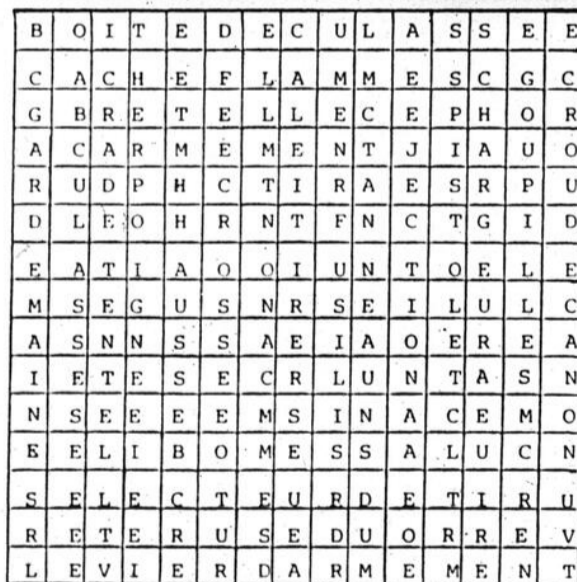 B O I T E D E C U L A S S E E
C A C H E F L A M M E S C G C
G B R E T E L L E C E P H O R
A C A R M E M E N T J I A U O
R U D P H C T I R A E S R P U
D L E O H R N T F N C T G I D
E A T I A O O I U N T O E L E
M S E G U S N R S E I L U L C
A S N N S S A E I A O E R E A
I E T E S E C R L U N T A S N
N S E E E E M S I N A C E M O
E E L I B O M E S S A L U C N
S E L E C T E U R D E T I R U
R E T E R U S E D U O R R E V
L E V I E R D A R M E M E N T